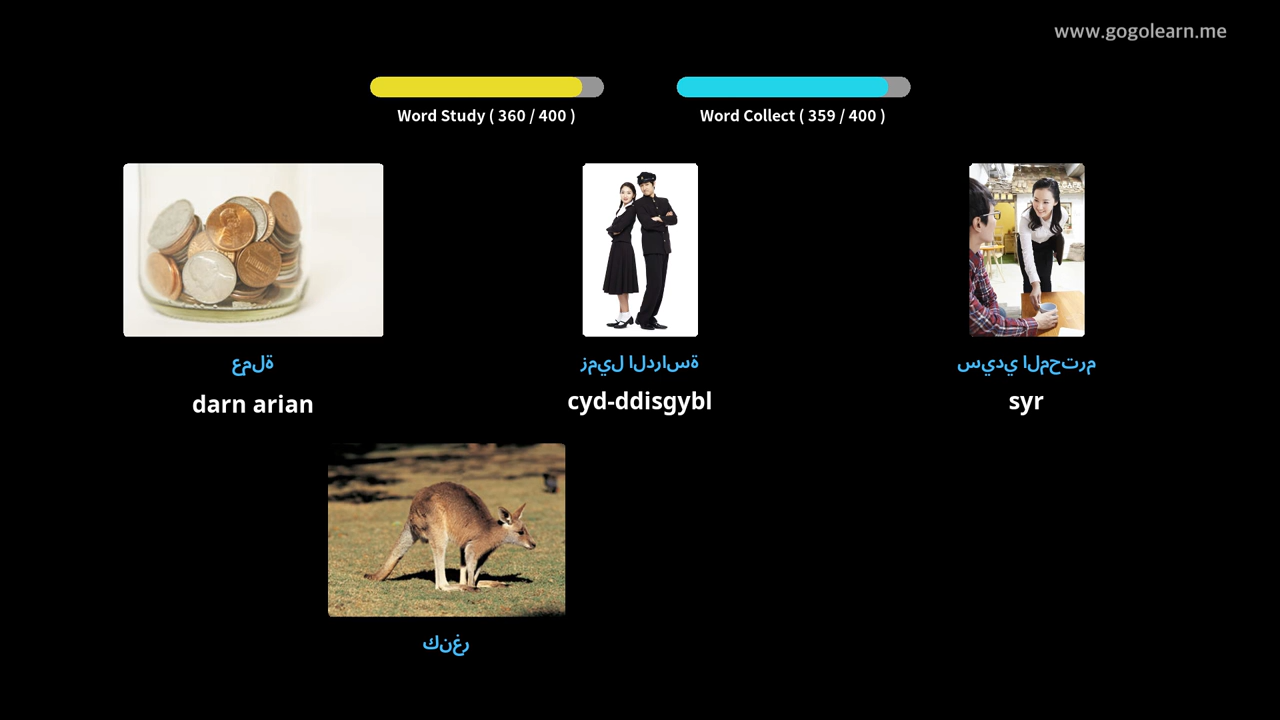 www.gogolearn.me
Word Study ( 360 / 400 )
Word Collect ( 359 / 400 )
عملة
زميل الدراسة
سيدي المحترم
darn arian
cyd-ddisgybl
syr
كنغر